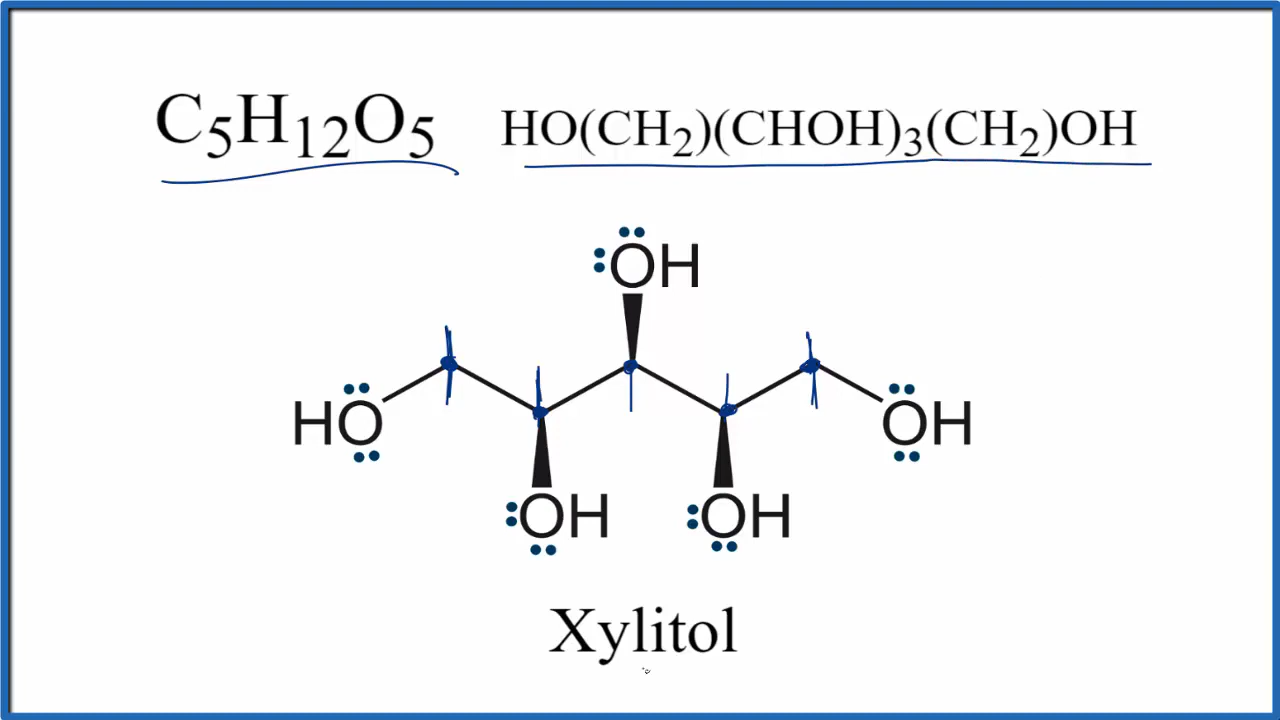 C₅H₁₂O₅ HO(CH₂)(CHOH)₃(CH₂)OH
OH
HO OH
OH OH
Xylitol